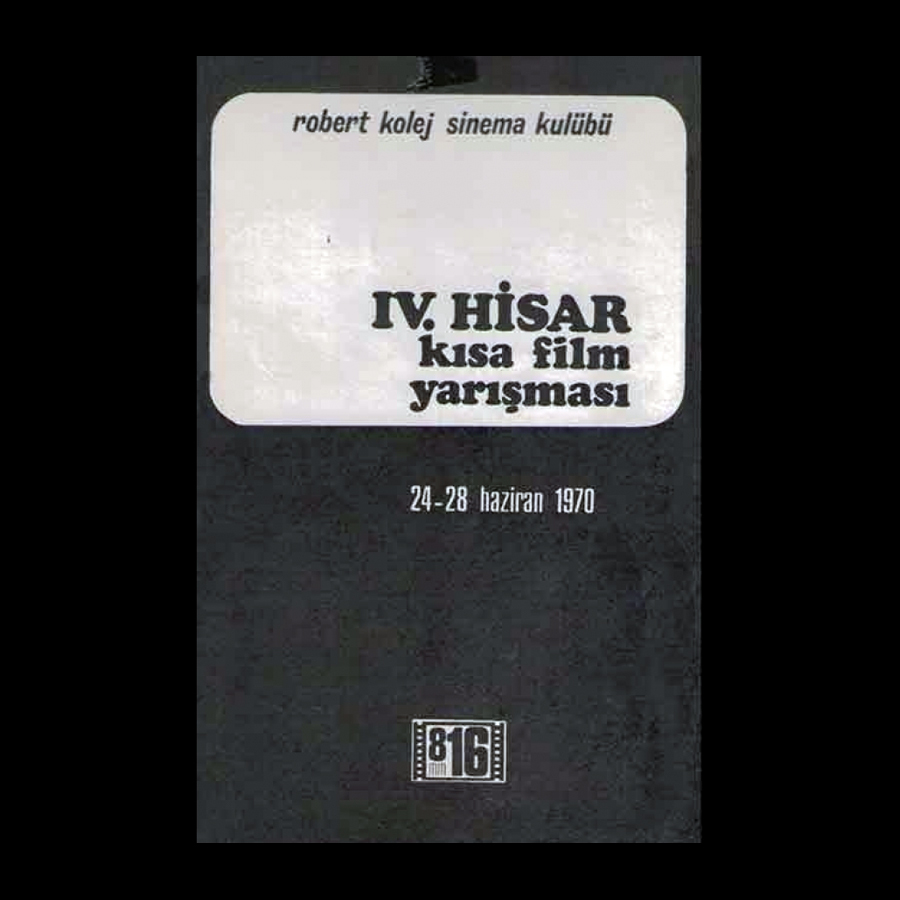 robert kolej sinema kulübü
IV. HİSAR
kısa film
yarışması
24-28 haziran 1970
8 16
mm